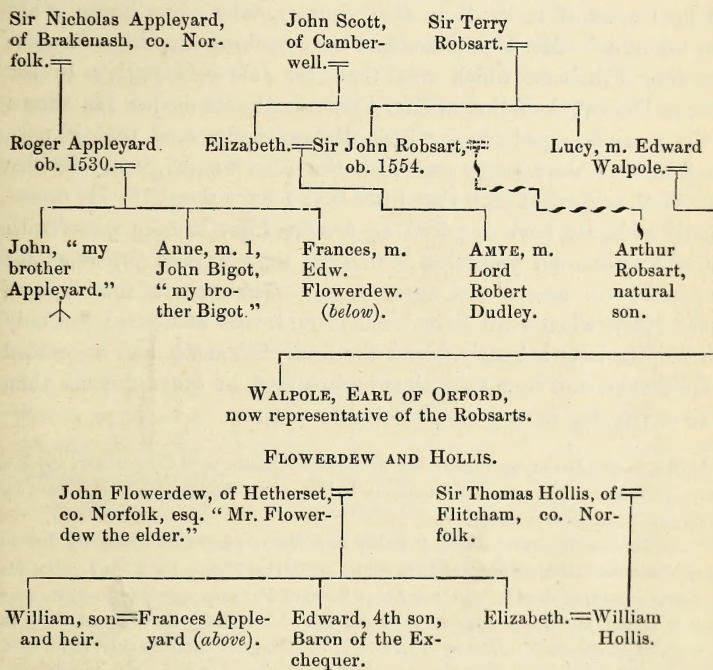 Sir Nicholas Appleyard,
of Brakenash, co. Nor-
folk.
John Scott,
of Camber-
well.
Sir Terry
Robsart.
Roger Appleyard.
ob. 1530.
Elizabeth.
Sir John Robsart,
ob. 1554.
Lucy, m. Edward
Walpole.
John, “my
brother
Appleyard.”
Anne, m. 1,
John Bigot,
“my bro-
ther Bigot.”
Frances, m.
Edw.
Flowerdew.
(below).
AMYE, m.
Lord
Robert
Dudley.
Arthur
Robsart,
natural
son.
WALPOLE, EARL OF ORFORD,
now representative of the Robsarts.
FLOWERDEW AND HOLLIS.
John Flowerdew, of Hetherset,
co. Norfolk, esq. “Mr. Flower-
dew the elder.”
Sir Thomas Hollis, of
Flitcham, co. Nor-
folk.
William, son
and heir.
Frances Apple-
yard (above).
Edward, 4th son,
Baron of the Ex-
chequer.
Elizabeth.
William
Hollis.